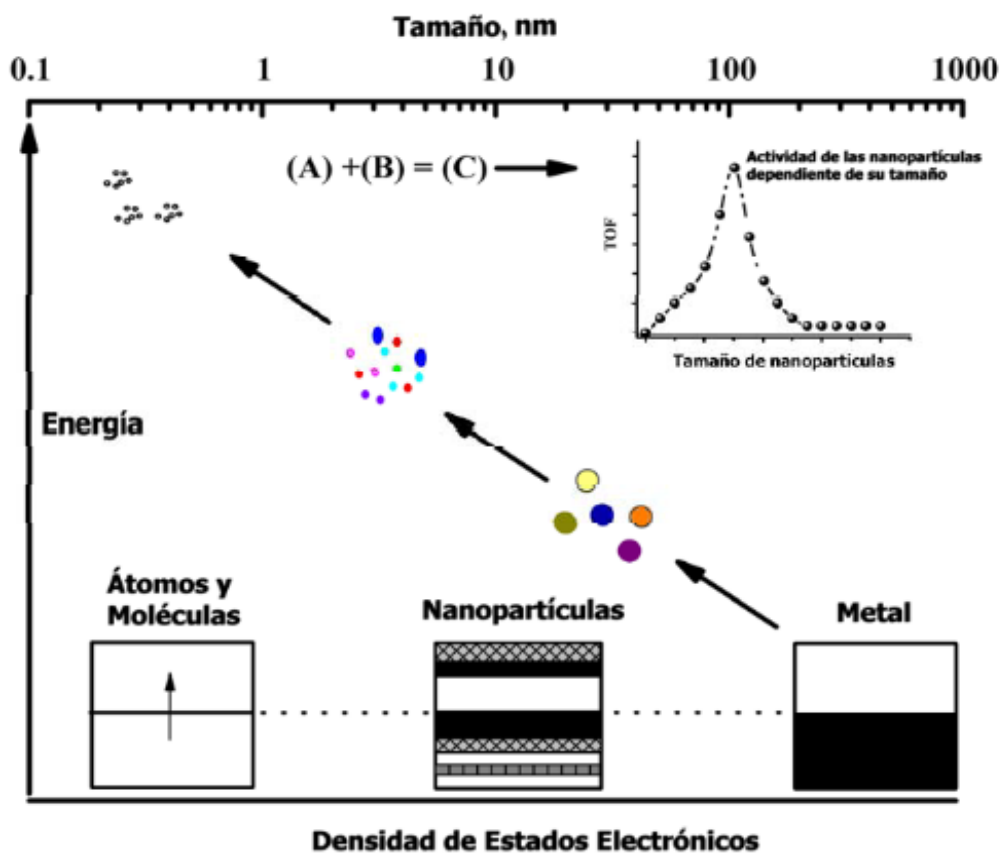 Tamaño, nm
0.1 1 10 100 1000
(A) +(B) = (C)
Actividad de las nanopartículas
dependiente de su tamaño
TOF
Tamaño de nanoparticulas
Energía
Átomos y
Moléculas
Nanopartículas
Metal
Densidad de Estados Electrónicos